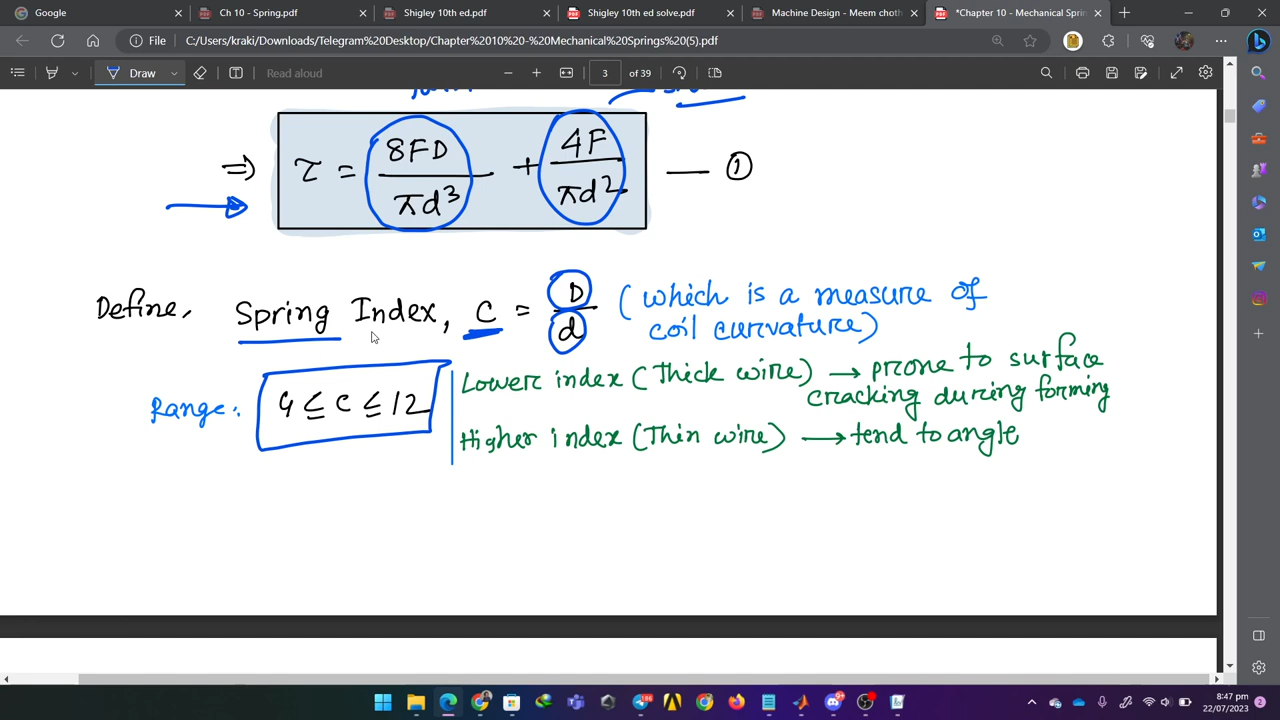 Google
Ch 10 - Spring.pdf
Shigley 10th ed.pdf
Shigley 10th ed solve.pdf
Machine Design - Meem choth
*Chapter 10 - Mechanical Sprin
File
C:/Users/kraki/Downloads/Telegram%20Desktop/Chapter%2010%20-%20Mechanical%20Springs%20(5).pdf
Draw
Read aloud
3 of 39
⇒ τ = 8FD/πd³ + 4F/πd² — ①
Define, Spring Index, C = D/d (which is a measure of
coil curvature)
Range: 4 ≤ C ≤ 12
Lower index (Thick wire) → prone to surface
cracking during forming
Higher index (Thin wire) → tend to angle
8:47 pm
22/07/2023